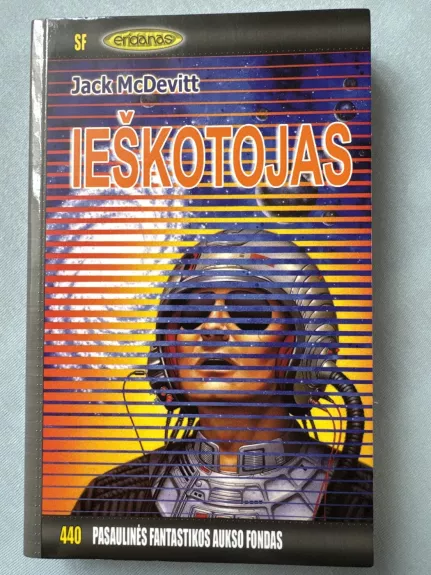 SF
eridanas
Jack McDevitt
IEŠKOTOJAS
440 PASAULINĖS FANTASTIKOS AUKSO FONDAS